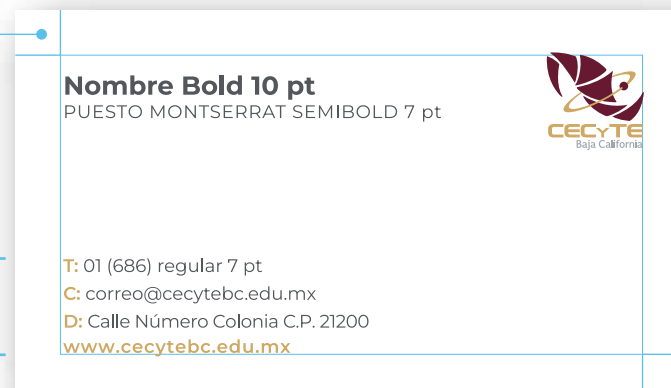 Nombre Bold 10 pt
PUESTO MONTSERRAT SEMIBOLD 7 pt
CECyTE
Baja California
T: 01 (686) regular 7 pt
C: correo@cecytebc.edu.mx
D: Calle Número Colonia C.P. 21200
www.cecytebc.edu.mx